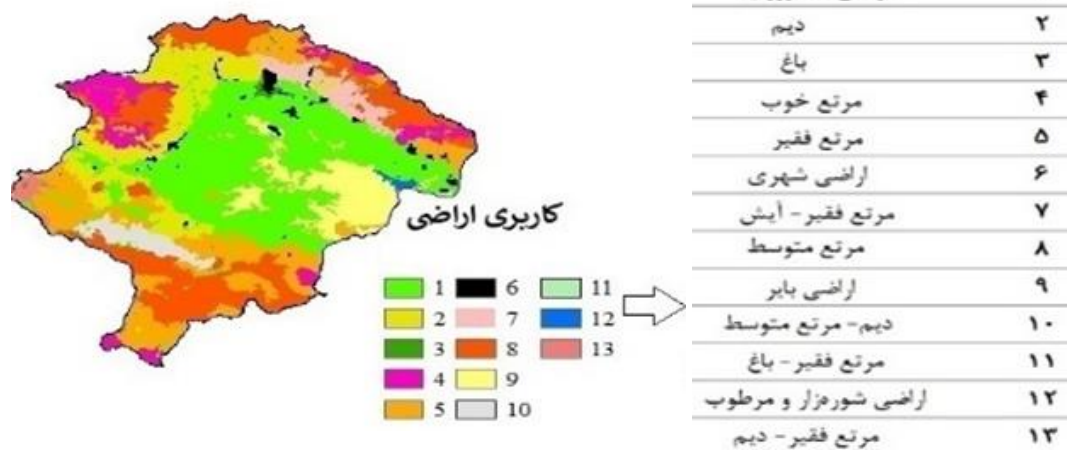 کاربری اراضی
1 6 11
2 7 12
3 8 13
4 9
5 10
۲ دیم
۳ باغ
۴ مرتع خوب
۵ مرتع فقیر
۶ اراضی شهری
۷ مرتع فقیر - آیش
۸ مرتع متوسط
۹ اراضی بایر
۱۰ دیم- مرتع متوسط
۱۱ مرتع فقیر - باغ
۱۲ اراضی شوره‌زار و مرطوب
۱۳ مرتع فقیر - دیم